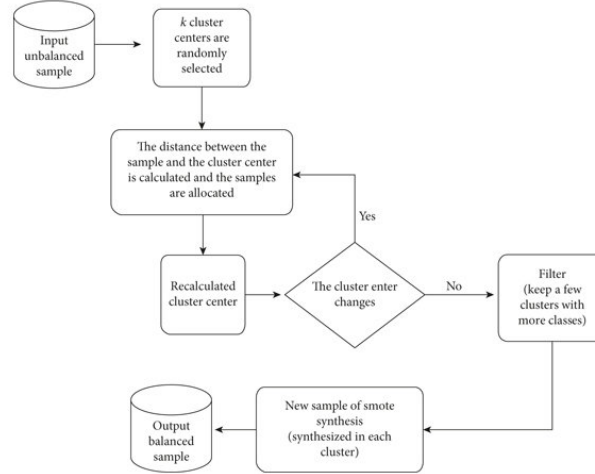 Input
unbalanced
sample
k cluster
centers are
randomly
selected
The distance between the
sample and the cluster center
is calculated and the samples
are allocated
Yes
Recalculated
cluster center
The cluster enter
changes
No
Filter
(keep a few
clusters with
more classes)
New sample of smote
synthesis
(synthesized in each
cluster)
Output
balanced
sample